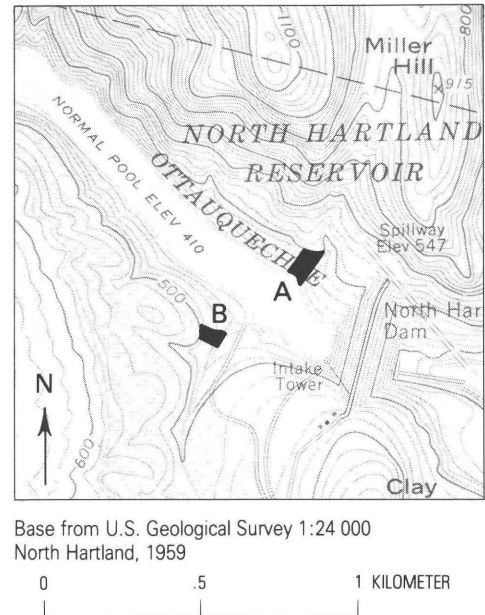 1100
800
Miller
Hill
915
NORTH HARTLAND
RESERVOIR
NORMAL POOL ELEV 410
OTTAUQUECHEE
Spillway
Elev 547
A
500
B
North Har
Dam
Intake
Tower
N
600
Clay
Base from U.S. Geological Survey 1:24 000
North Hartland, 1959
0 .5 1 KILOMETER